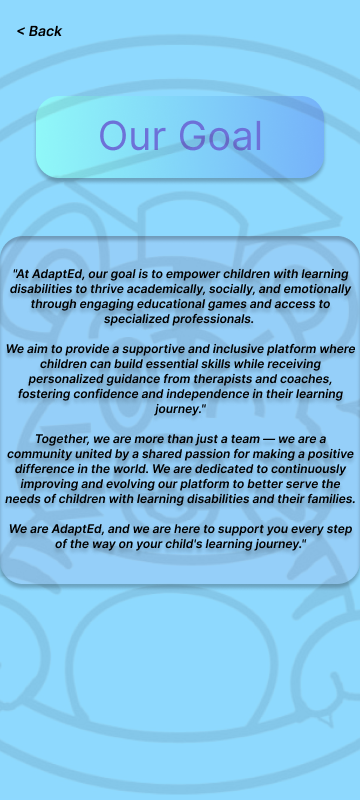 < Back
Our Goal
"At AdaptEd, our goal is to empower children with learning
disabilities to thrive academically, socially, and emotionally
through engaging educational games and access to
specialized professionals.
We aim to provide a supportive and inclusive platform where
children can build essential skills while receiving
personalized guidance from therapists and coaches,
fostering confidence and independence in their learning
journey."
Together, we are more than just a team — we are a
community united by a shared passion for making a positive
difference in the world. We are dedicated to continuously
improving and evolving our platform to better serve the
needs of children with learning disabilities and their families.
We are AdaptEd, and we are here to support you every step
of the way on your child's learning journey."